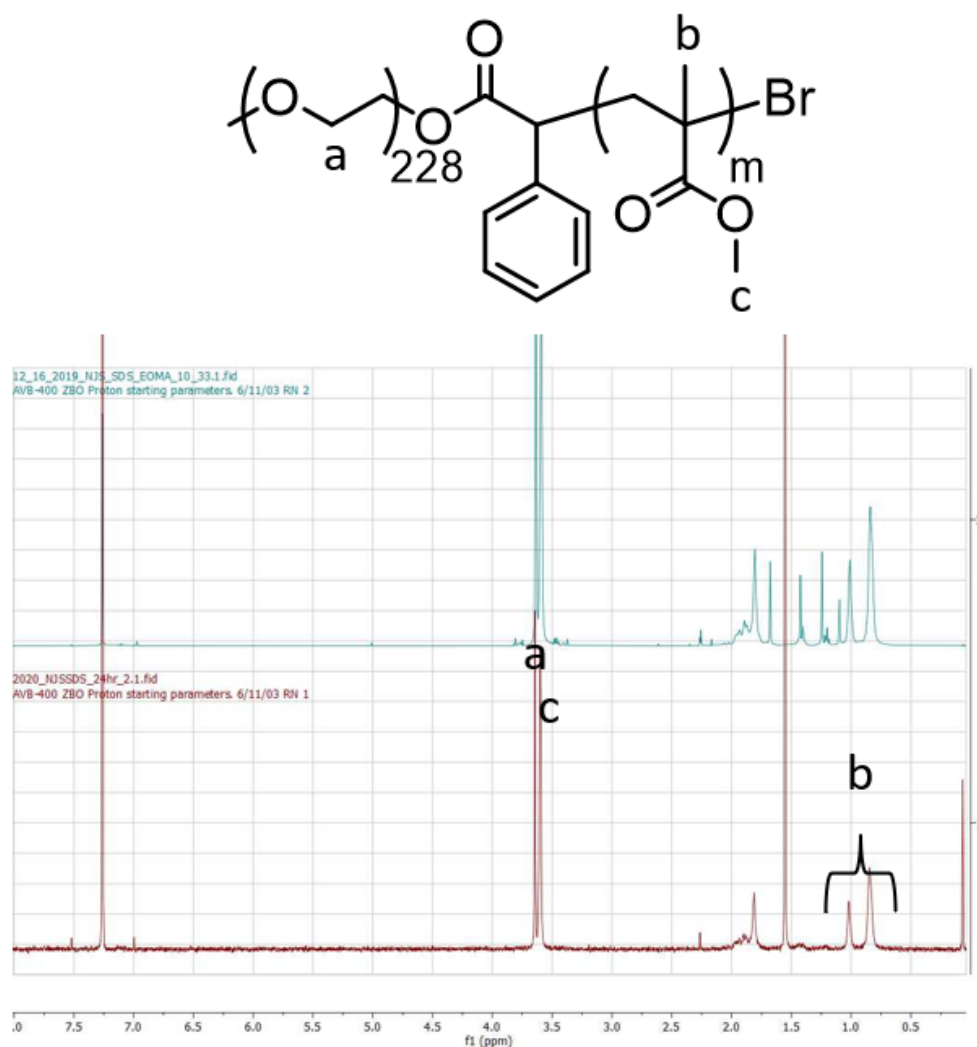 O
b
O
Br
a
O
228
m
O
O
c
12_16_2019_NJS_SDS_EOMA_10_33.1.fid
AVB-400 ZBO Proton starting parameters. 6/11/03 RN 2
a
2020_NJSSDS_24hr_2.1.fid
AVB-400 ZBO Proton starting parameters. 6/11/03 RN 1
c
b
.0 7.5 7.0 6.5 6.0 5.5 5.0 4.5 4.0 3.5 3.0 2.5 2.0 1.5 1.0 0.5
f1 (ppm)